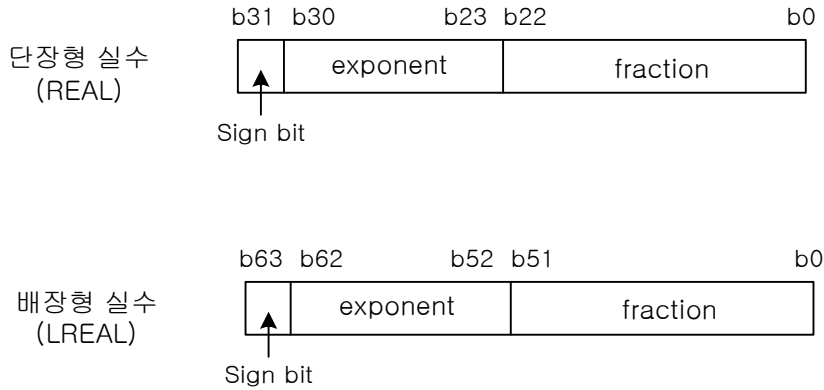 b31 b30 b23 b22 b0
단장형 실수
(REAL)
exponent
fraction
Sign bit
b63 b62 b52 b51 b0
배장형 실수
(LREAL)
exponent
fraction
Sign bit